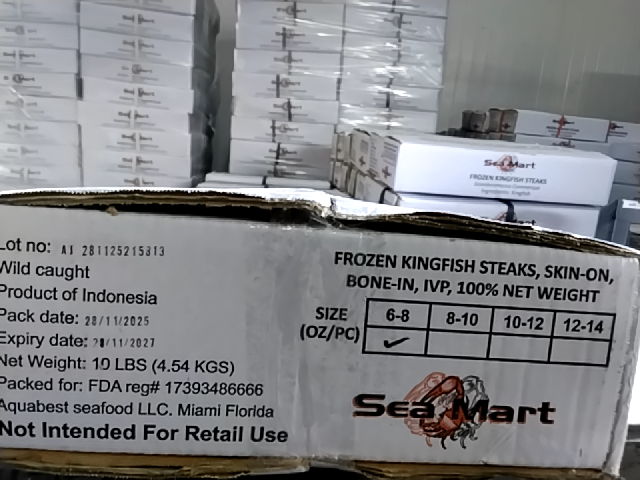 Sea Mart
FROZEN KINGFISH STEAKS
Lot no: AI 281125215313
Wild caught
Product of Indonesia
Pack date: 28/11/2025
Expiry date: 28/11/2027
Net Weight: 10 LBS (4.54 KGS)
Packed for: FDA reg# 17393486666
Aquabest seafood LLC. Miami Florida
Not Intended For Retail Use
FROZEN KINGFISH STEAKS, SKIN-ON,
BONE-IN, IVP, 100% NET WEIGHT
SIZE
(OZ/PC)
6-8 8-10 10-12 12-14
✓
Sea Mart